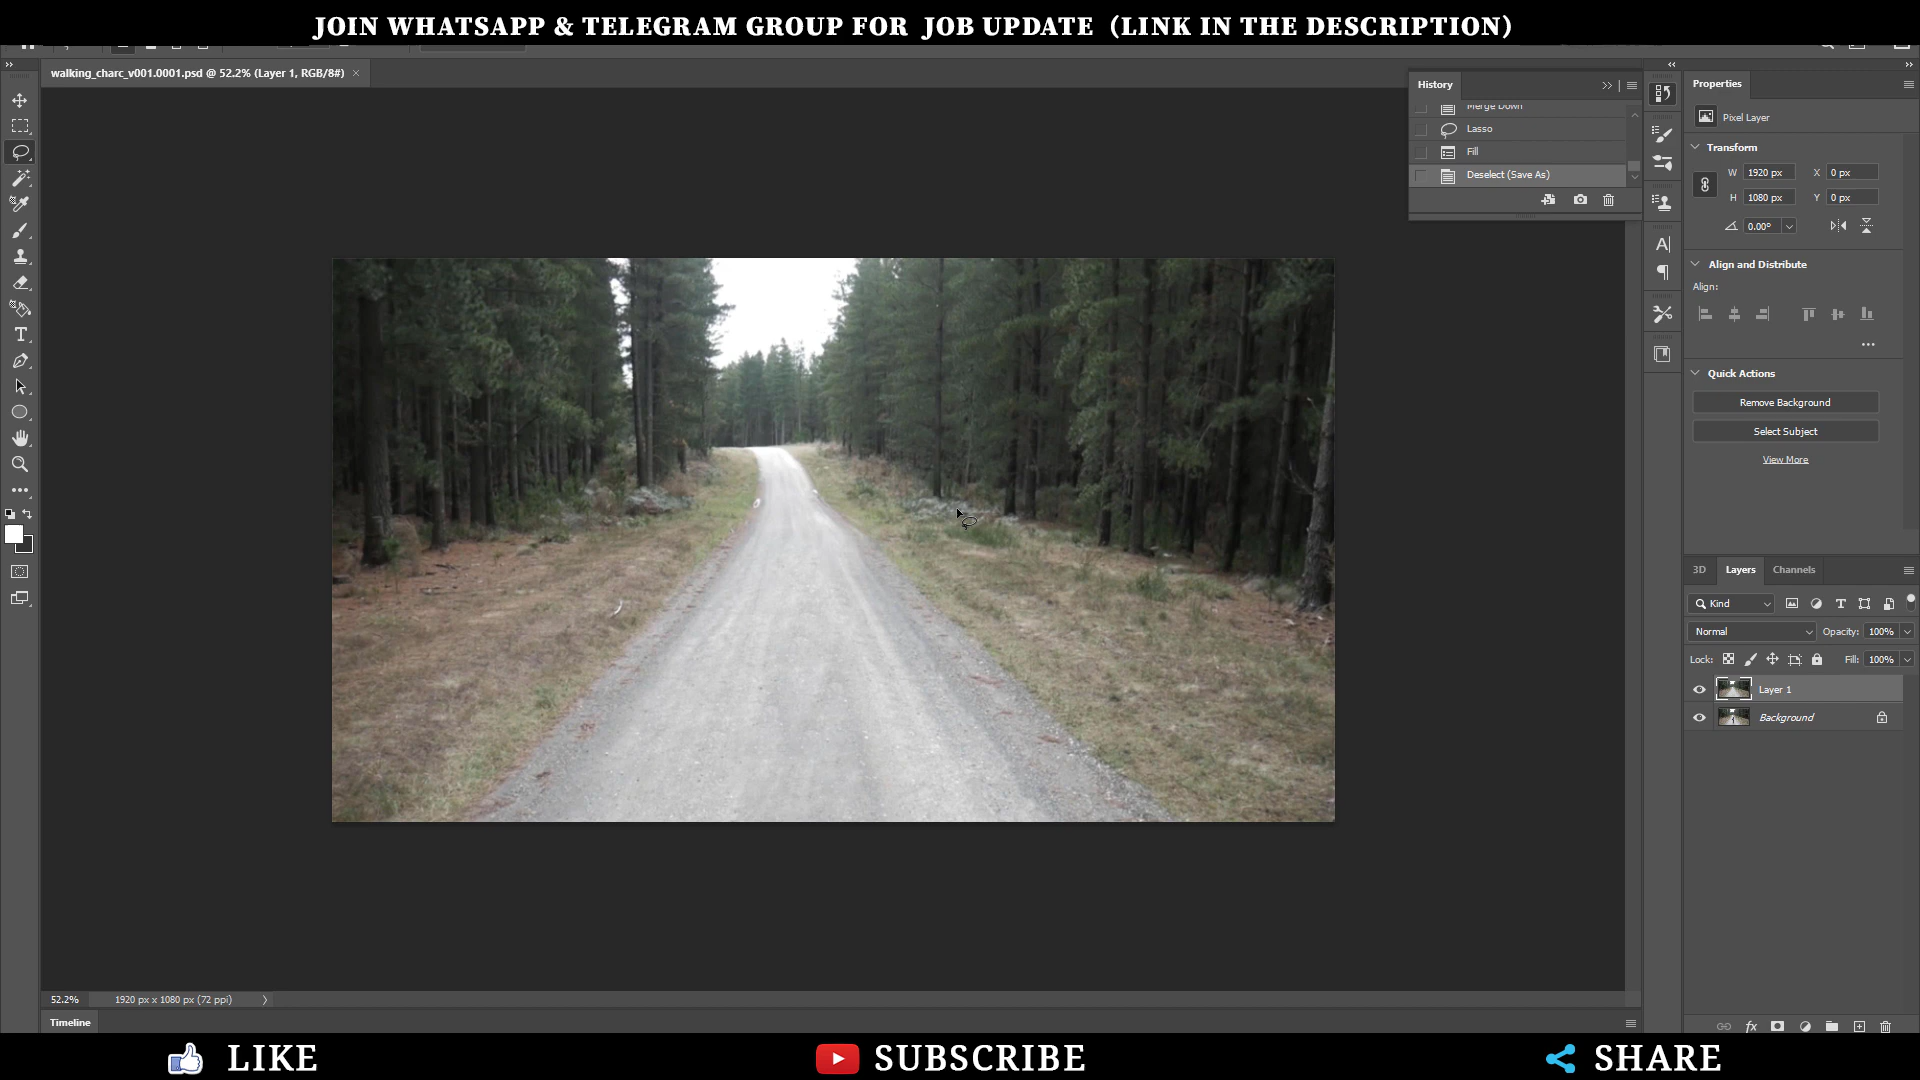 JOIN WHATSAPP & TELEGRAM GROUP FOR JOB UPDATE (LINK IN THE DESCRIPTION)
walking_charc_v001.0001.psd @ 52.2% (Layer 1, RGB/8#) ×
History
Merge Down
Lasso
Fill
Deselect (Save As)
Properties
Pixel Layer
Transform
W 1920 px X 0 px
H 1080 px Y 0 px
0.00°
Align and Distribute
Align:
Quick Actions
Remove Background
Select Subject
View More
3D Layers Channels
Kind
Normal Opacity: 100%
Lock: Fill: 100%
Layer 1
Background
52.2% 1920 px x 1080 px (72 ppi)
Timeline
LIKE SUBSCRIBE SHARE